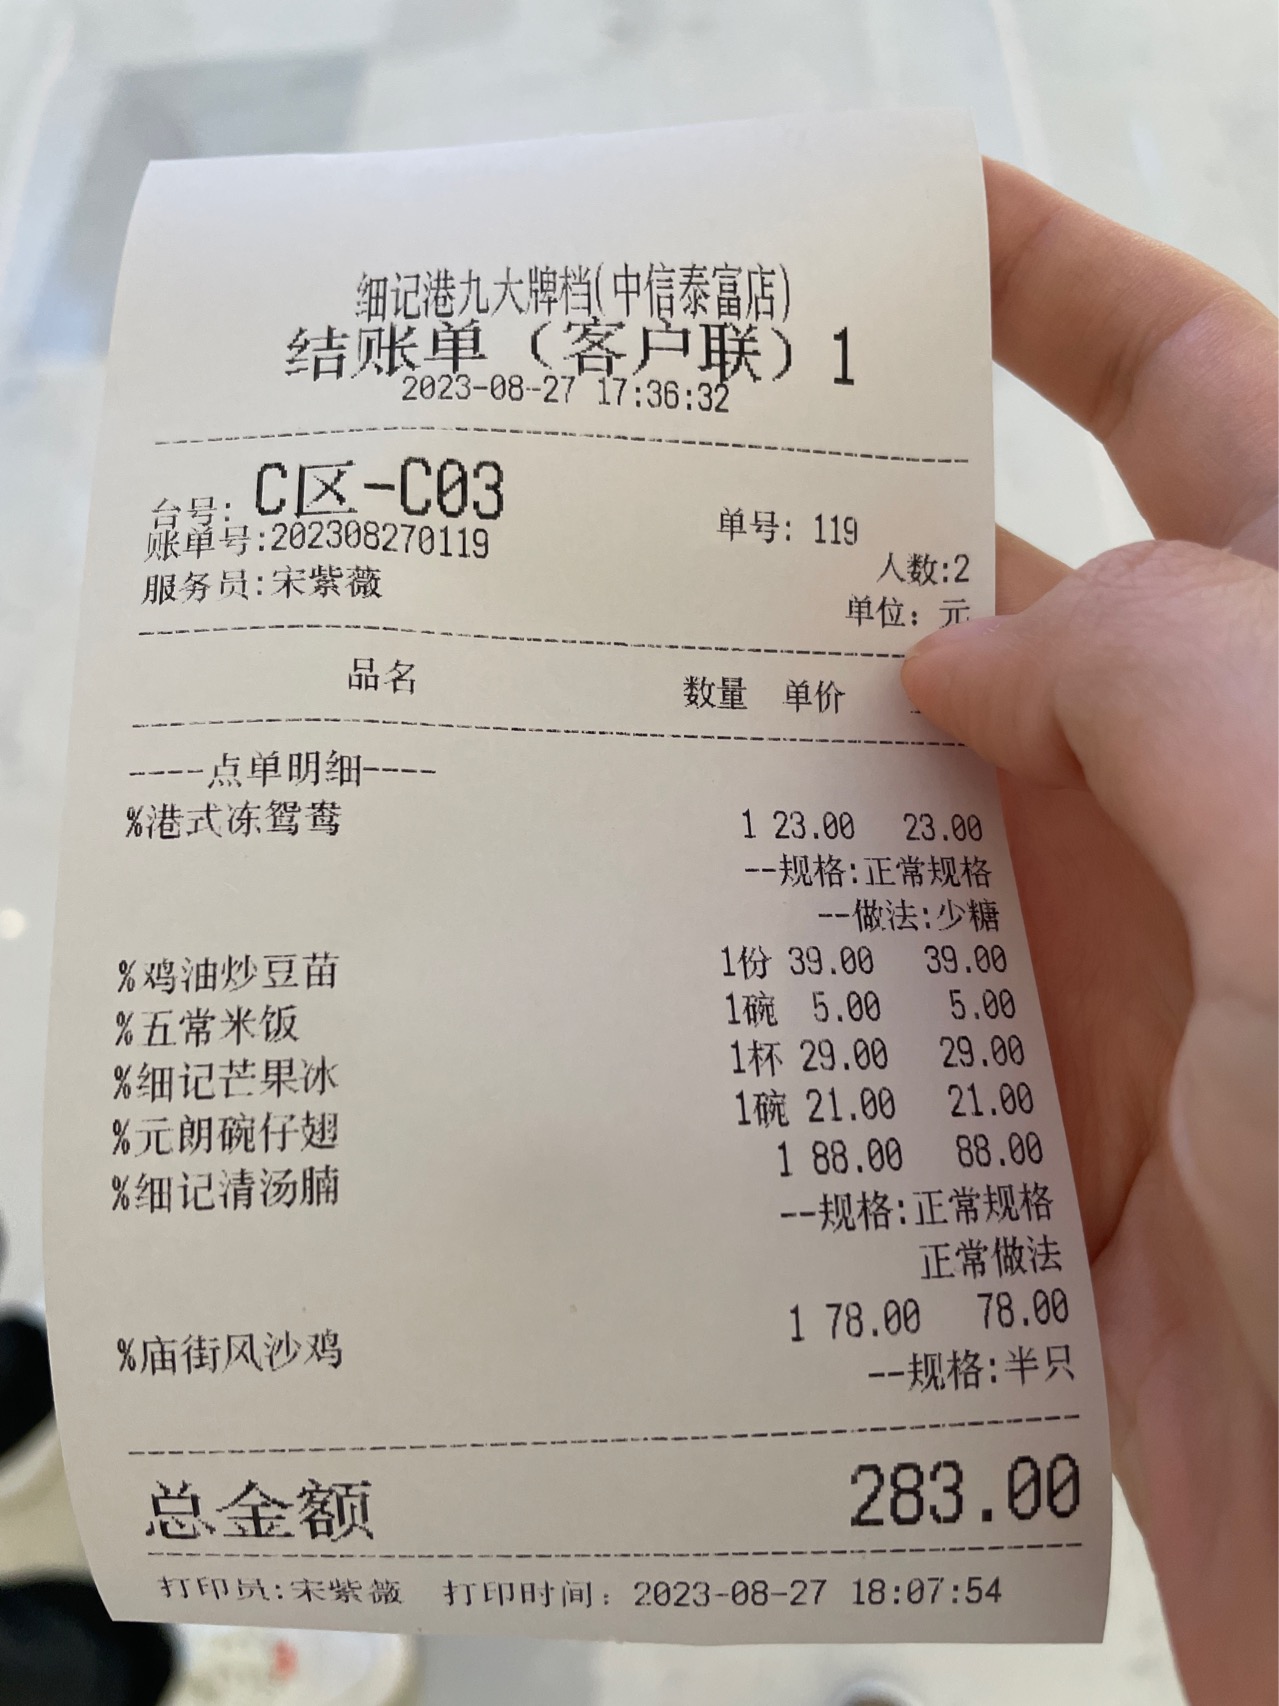 细记港九大牌档(中信泰富店)
结账单（客户联）1
2023-08-27 17:36:32
台号: C区-C03 单号: 119
账单号:202308270119 人数:2
服务员:宋紫薇 单位: 元
品名 数量 单价
----点单明细----
%港式冻鸳鸯 1 23.00 23.00
--规格:正常规格
--做法:少糖
%鸡油炒豆苗 1份 39.00 39.00
%五常米饭 1碗 5.00 5.00
%细记芒果冰 1杯 29.00 29.00
%元朗碗仔翅 1碗 21.00 21.00
%细记清汤腩 1 88.00 88.00
--规格:正常规格
正常做法
%庙街风沙鸡 1 78.00 78.00
--规格:半只
总金额 283.00
打印员:宋紫薇 打印时间: 2023-08-27 18:07:54